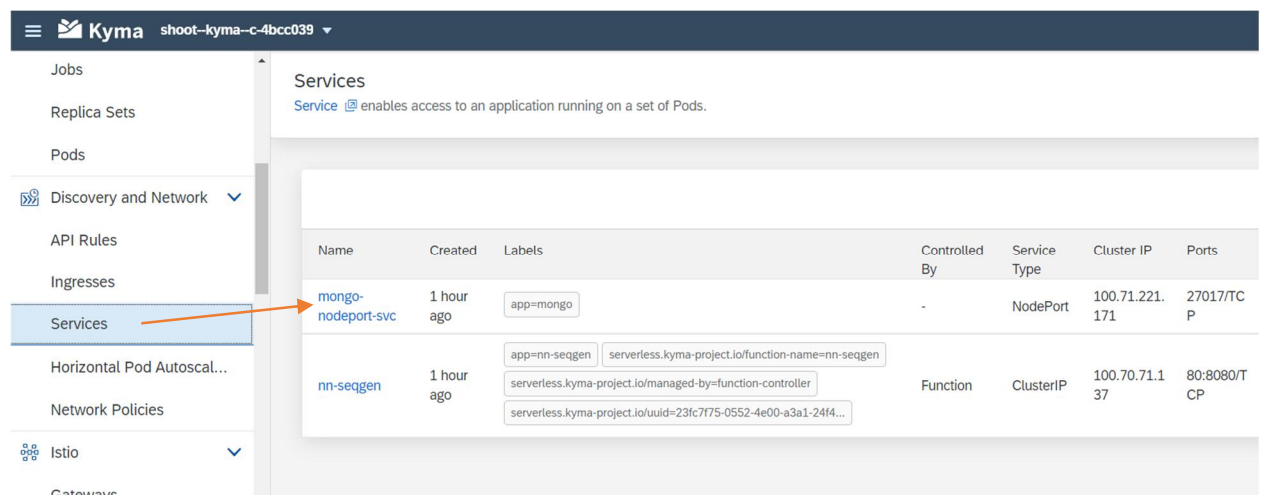 Kyma shoot--kyma--c-4bcc039
Jobs
Replica Sets
Pods
Discovery and Network
API Rules
Ingresses
Services
Horizontal Pod Autoscal...
Network Policies
Istio
Gateways
Services
Service enables access to an application running on a set of Pods.
Name Created Labels Controlled By Service Type Cluster IP Ports
mongo-
nodeport-svc
1 hour
ago
app=mongo
-
NodePort
100.71.221.
171
27017/TC
P
nn-seqgen
1 hour
ago
app=nn-seqgen serverless.kyma-project.io/function-name=nn-seqgen
serverless.kyma-project.io/managed-by=function-controller
serverless.kyma-project.io/uuid=23fc7f75-0552-4e00-a3a1-24f4...
Function
ClusterIP
100.70.71.1
37
80:8080/T
CP